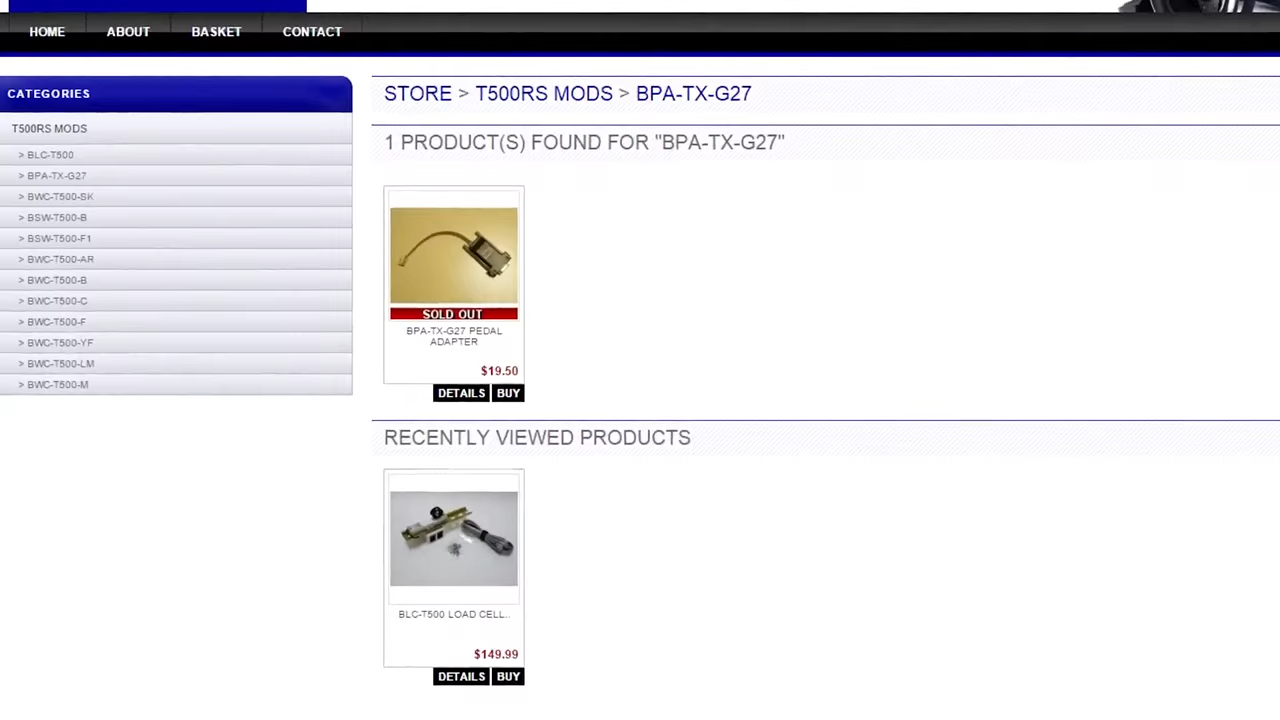 HOME
ABOUT
BASKET
CONTACT
CATEGORIES
T500RS MODS
> BLC-T500
> BPA-TX-G27
> BWC-T500-SK
> BSW-T500-B
> BSW-T500-F1
> BWC-T500-AR
> BWC-T500-B
> BWC-T500-C
> BWC-T500-F
> BWC-T500-YF
> BWC-T500-LM
> BWC-T500-M
STORE > T500RS MODS > BPA-TX-G27
1 PRODUCT(S) FOUND FOR "BPA-TX-G27"
SOLD OUT
BPA-TX-G27 PEDAL
ADAPTER
$19.50
DETAILS BUY
RECENTLY VIEWED PRODUCTS
BLC-T500 LOAD CELL..
$149.99
DETAILS BUY